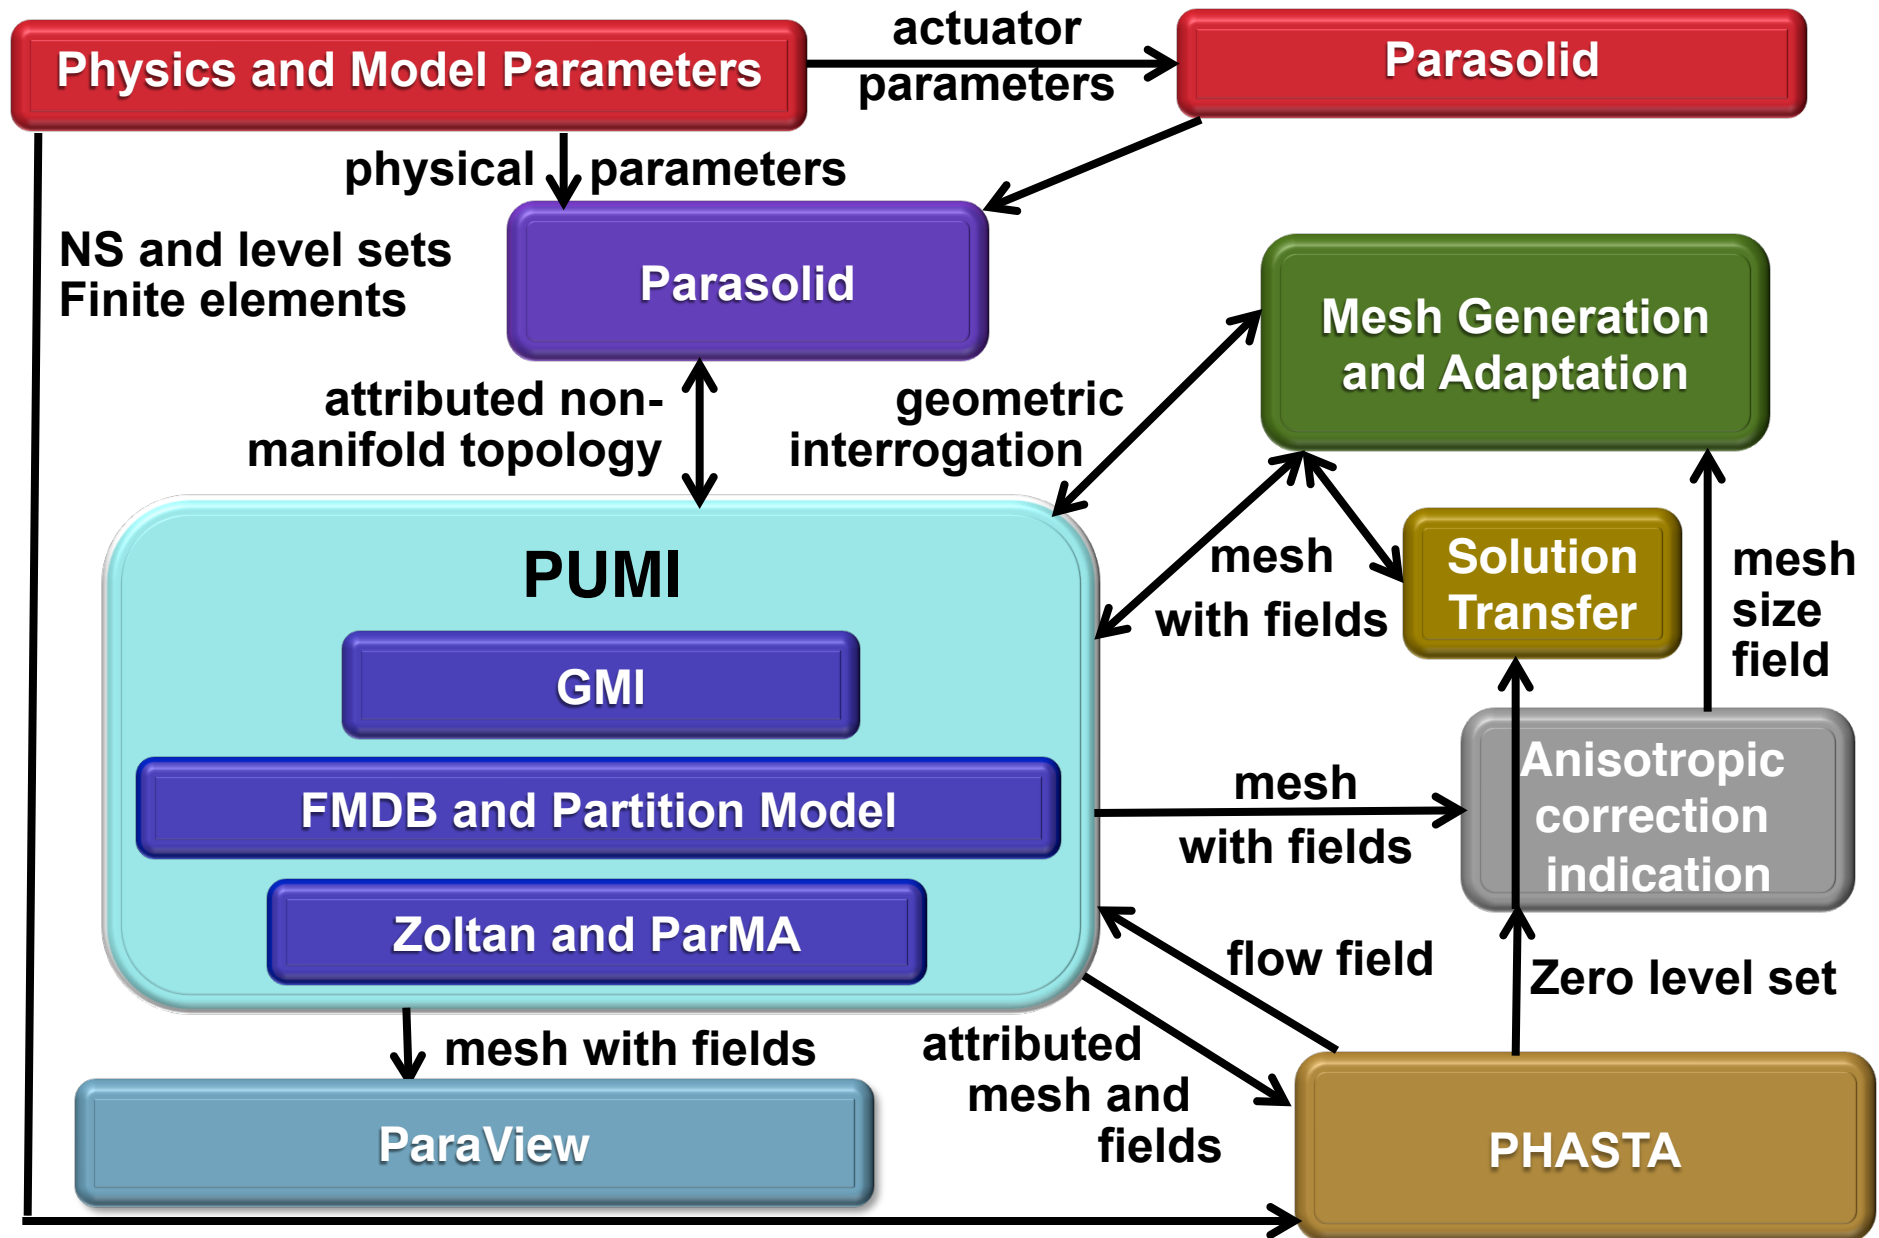 actuator
parameters
Physics and Model Parameters
Parasolid
physical parameters
NS and level sets
Finite elements
Parasolid
Mesh Generation
and Adaptation
attributed non-
manifold topology
geometric
interrogation
PUMI
mesh
with fields
Solution
Transfer
mesh
size
field
GMI
FMDB and Partition Model
mesh
with fields
Anisotropic
correction
indication
Zoltan and ParMA
flow field
Zero level set
mesh with fields
attributed
mesh and
fields
ParaView
PHASTA